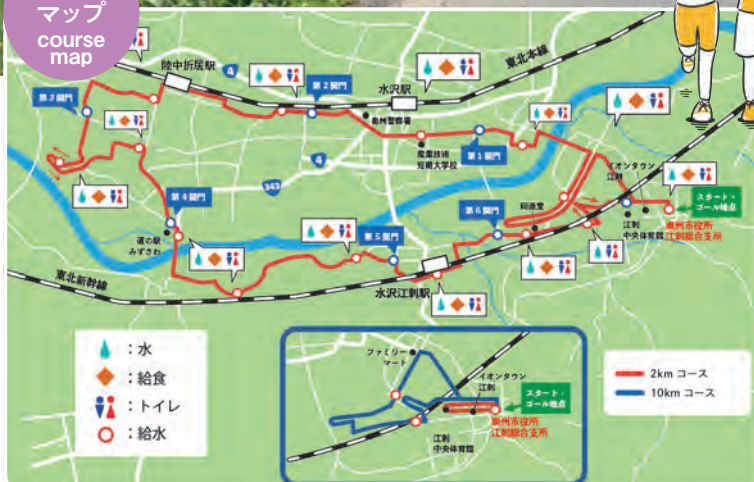 マップ
course
map
陸中折居駅
4
第2関門
水沢駅
東北本線
第3関門
奥州警察署
産業技術
短期大学校
第1関門
4
343
イオンタウン
江刺
スタート・
ゴール地点
奥州市役所
江刺総合支所
江刺
中央体育館
回進堂
第6関門
第4関門
道の駅
みずさわ
第5関門
水沢江刺駅
東北新幹線
：水
：給食
：トイレ
：給水
ファミリー
マート
イオンタウン
江刺
スタート・
ゴール地点
奥州市役所
江刺総合支所
江刺
中央体育館
2km コース
10km コース